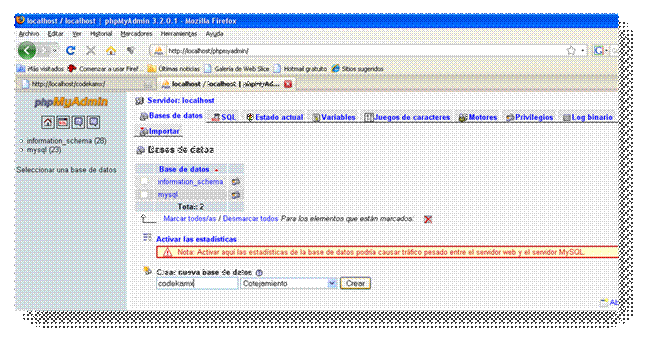 localhost / localhost | phpMyAdmin 3.2.0.1 - Mozilla Firefox
Archivo Editar Ver Historial Marcadores Herramientas Ayuda
http://localhost/phpmyadmin/
Más visitados Comenzar a usar Firef... Últimas noticias Galería de Web Slice Hotmail gratuito Sitios sugeridos
http://localhost/codekamx/ localhost / localhost | phpMyAd...
phpMyAdmin
information_schema (28)
mysql (23)
Seleccionar una base de datos
Servidor: localhost
Bases de datos SQL Estado actual Variables Juegos de caracteres Motores Privilegios Log binario
Importar
Bases de datos
Base de datos
information_schema
mysql
Total: 2
Marcar todos/as / Desmarcar todos Para los elementos que están marcados:
Activar las estadísticas
Nota: Activar aquí las estadísticas de la base de datos podría causar tráfico pesado entre el servidor web y el servidor MySQL.
Crear nueva base de datos
codekamx Cotejamiento Crear